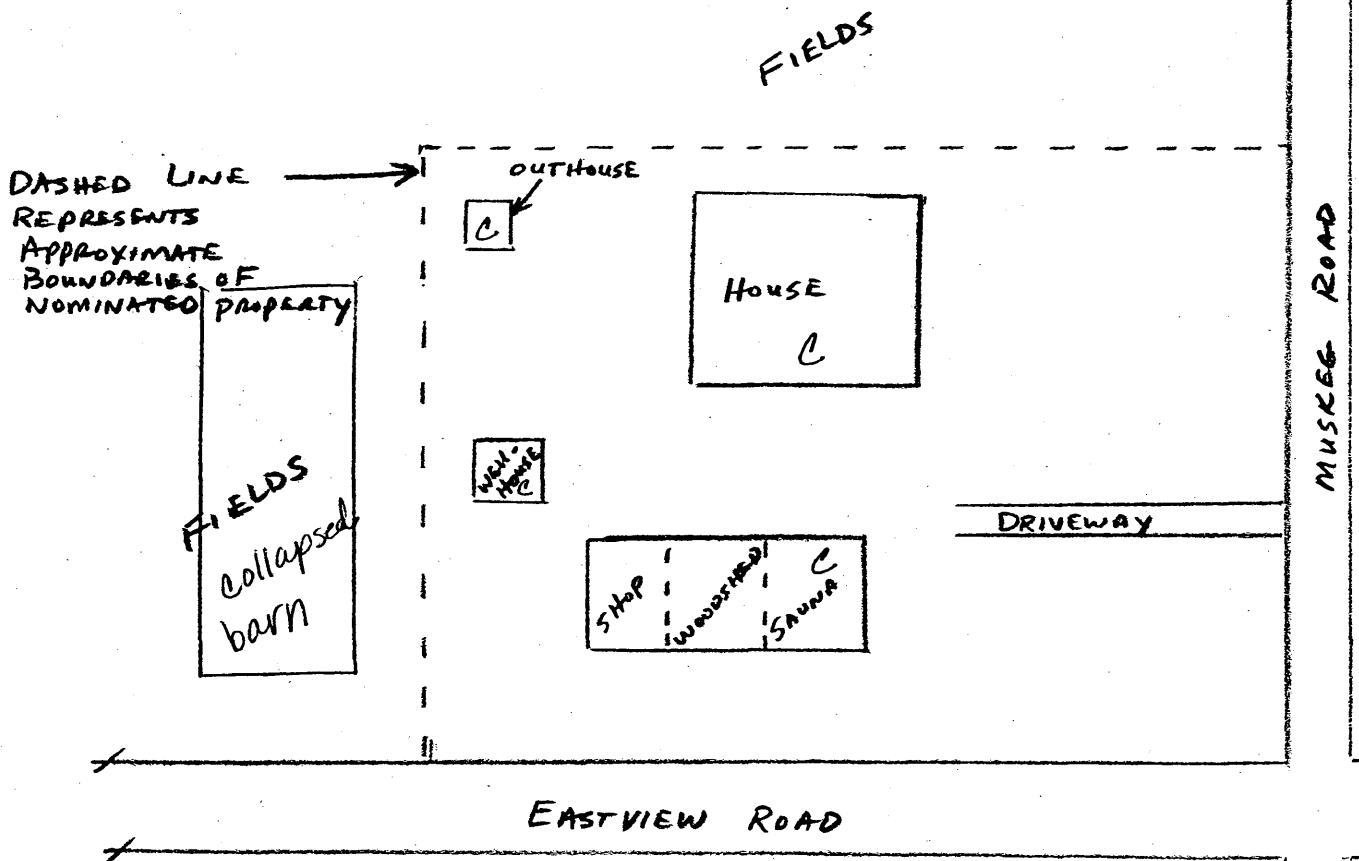 FIELDS
DASHED LINE
REPRESENTS
APPROXIMATE
BOUNDARIES OF
NOMINATED PROPERTY
OUTHOUSE
C
HOUSE
C
MUSKEG ROAD
WELL-
HOUSE
C
FIELDS
collapsed
barn
DRIVEWAY
SHOP
WOODSHED
C
SAUNA
EASTVIEW ROAD